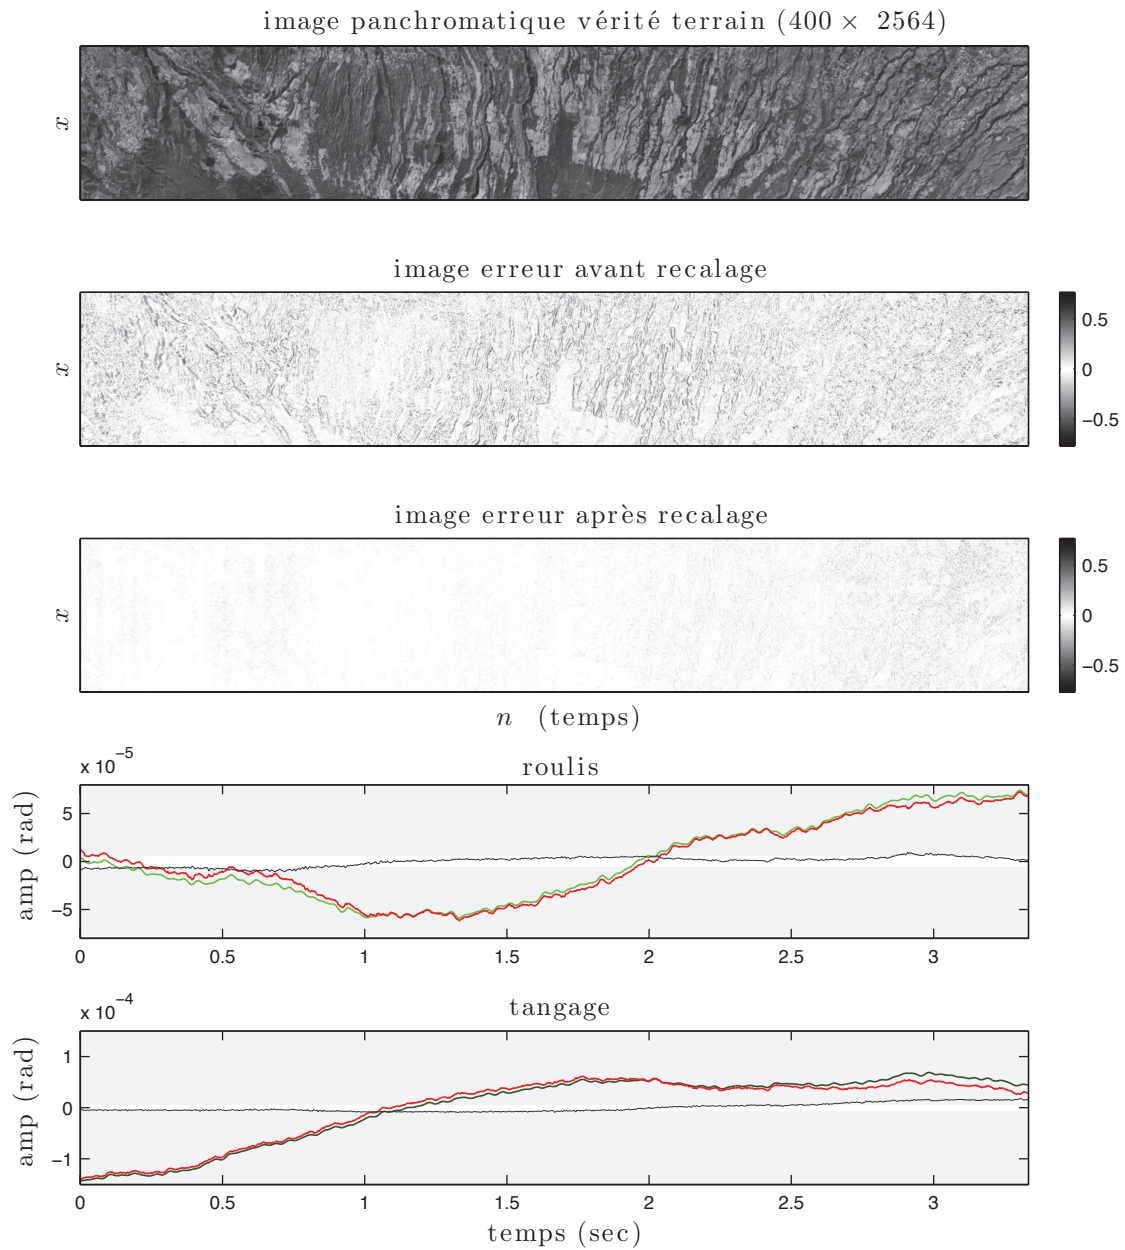 image panchromatique vérité terrain (400 × 2564)
x
image erreur avant recalage
x
0.5
0
−0.5
image erreur après recalage
x
0.5
0
−0.5
n (temps)
x 10−5
roulis
amp (rad)
5
0
−5
0 0.5 1 1.5 2 2.5 3
x 10−4
tangage
amp (rad)
1
0
−1
0 0.5 1 1.5 2 2.5 3
temps (sec)